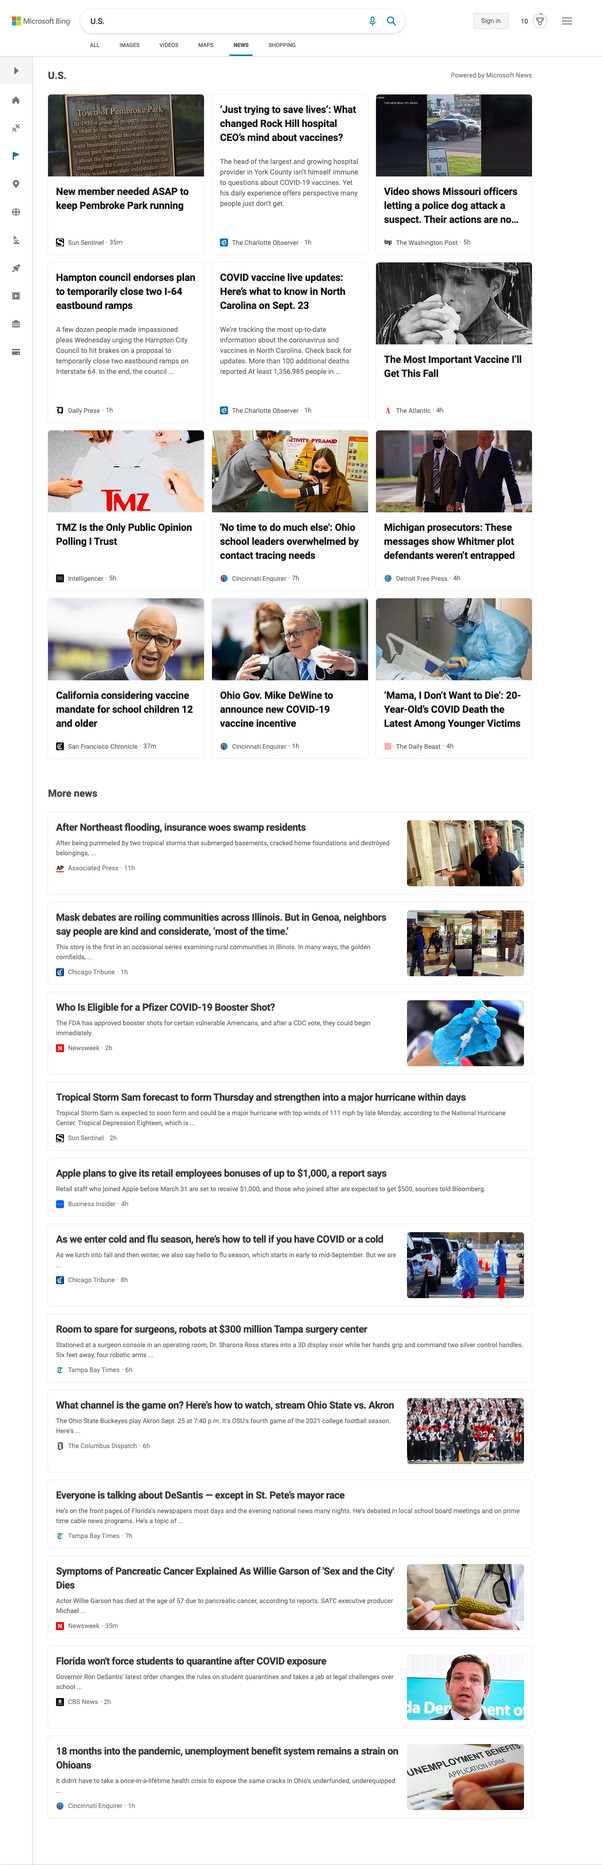 Microsoft Bing
U.S.
Sign in
10
ALL
IMAGES
VIDEOS
MAPS
NEWS
SHOPPING
U.S.
Powered by Microsoft News
Town of Pembroke Park
New member needed ASAP to
keep Pembroke Park running
Sun Sentinel · 35m
‘Just trying to save lives’: What
changed Rock Hill hospital
CEO’s mind about vaccines?
The head of the largest and growing hospital
provider in York County isn’t himself immune
to questions about COVID-19 vaccines. Yet
his daily experience offers perspective many
people just don’t get.
The Charlotte Observer · 1h
Video shows Missouri officers
letting a police dog attack a
suspect. Their actions are no...
The Washington Post · 5h
Hampton council endorses plan
to temporarily close two I-64
eastbound ramps
A few dozen people made impassioned
pleas Wednesday urging the Hampton City
Council to hit brakes on a proposal to
temporarily close two eastbound ramps on
Interstate 64. In the end, the council ...
Daily Press · 1h
COVID vaccine live updates:
Here’s what to know in North
Carolina on Sept. 23
We’re tracking the most up-to-date
information about the coronavirus and
vaccines in North Carolina. Check back for
updates. More than 100 additional deaths
reported At least 1,356,985 people in ...
The Charlotte Observer · 1h
The Most Important Vaccine I’ll
Get This Fall
The Atlantic · 4h
TMZ
TMZ Is the Only Public Opinion
Polling I Trust
Intelligencer · 5h
ACTIVITY PYRAMID
'No time to do much else': Ohio
school leaders overwhelmed by
contact tracing needs
Cincinnati Enquirer · 7h
Michigan prosecutors: These
messages show Whitmer plot
defendants weren't entrapped
Detroit Free Press · 4h
California considering vaccine
mandate for school children 12
and older
San Francisco Chronicle · 37m
Ohio Gov. Mike DeWine to
announce new COVID-19
vaccine incentive
Cincinnati Enquirer · 1h
‘Mama, I Don’t Want to Die’: 20-
Year-Old’s COVID Death the
Latest Among Younger Victims
The Daily Beast · 4h
More news
After Northeast flooding, insurance woes swamp residents
After being pummeled by two tropical storms that submerged basements, cracked home foundations and destroyed
belongings, ...
AP Associated Press · 11h
Mask debates are roiling communities across Illinois. But in Genoa, neighbors
say people are kind and considerate, ‘most of the time.’
This story is the first in an occasional series examining rural communities in Illinois. In many ways, the golden
cornfields, ...
Chicago Tribune · 1h
Who Is Eligible for a Pfizer COVID-19 Booster Shot?
The FDA has approved booster shots for certain vulnerable Americans, and after a CDC vote, they could begin
immediately.
N Newsweek · 2h
Tropical Storm Sam forecast to form Thursday and strengthen into a major hurricane within days
Tropical Storm Sam is expected to soon form and could be a major hurricane with top winds of 111 mph by late Monday, according to the National Hurricane
Center. Tropical Depression Eighteen, which is ...
Sun Sentinel · 2h
Apple plans to give its retail employees bonuses of up to $1,000, a report says
Retail staff who joined Apple before March 31 are set to receive $1,000, and those who joined after are expected to get $500, sources told Bloomberg.
Business Insider · 4h
As we enter cold and flu season, here’s how to tell if you have COVID or a cold
As we lurch into fall and then winter, we also say hello to flu season, which starts in early to mid-September. But we are
...
Chicago Tribune · 8h
Room to spare for surgeons, robots at $300 million Tampa surgery center
Stationed at a surgeon console in an operating room, Dr. Sharona Ross stares into a 3D display visor while her hands grip and command two silver control handles.
Six feet away, four robotic arms ...
Tampa Bay Times · 6h
What channel is the game on? Here's how to watch, stream Ohio State vs. Akron
The Ohio State Buckeyes play Akron Sept. 25 at 7:40 p.m. It's OSU's fourth game of the 2021 college football season.
Here's ...
The Columbus Dispatch · 6h
Everyone is talking about DeSantis — except in St. Pete’s mayor race
He’s on the front pages of Florida’s newspapers most days and the evening national news many nights. He’s debated in local school board meetings and on prime
time cable news programs. He’s a topic of ...
Tampa Bay Times · 7h
Symptoms of Pancreatic Cancer Explained As Willie Garson of 'Sex and the City'
Dies
Actor Willie Garson has died at the age of 57 due to pancreatic cancer, according to reports. SATC executive producer
Michael ...
N Newsweek · 35m
Florida won't force students to quarantine after COVID exposure
Governor Ron DeSantis' latest order changes the rules on student quarantines and takes a jab at legal challenges over
school ...
CBS News · 2h
18 months into the pandemic, unemployment benefit system remains a strain on
Ohioans
It didn't have to take a once-in-a-lifetime health crisis to expose the same cracks in Ohio's underfunded, underequipped
...
Cincinnati Enquirer · 1h
UNEMPLOYMENT BENEFITS
APPLICATION FORM